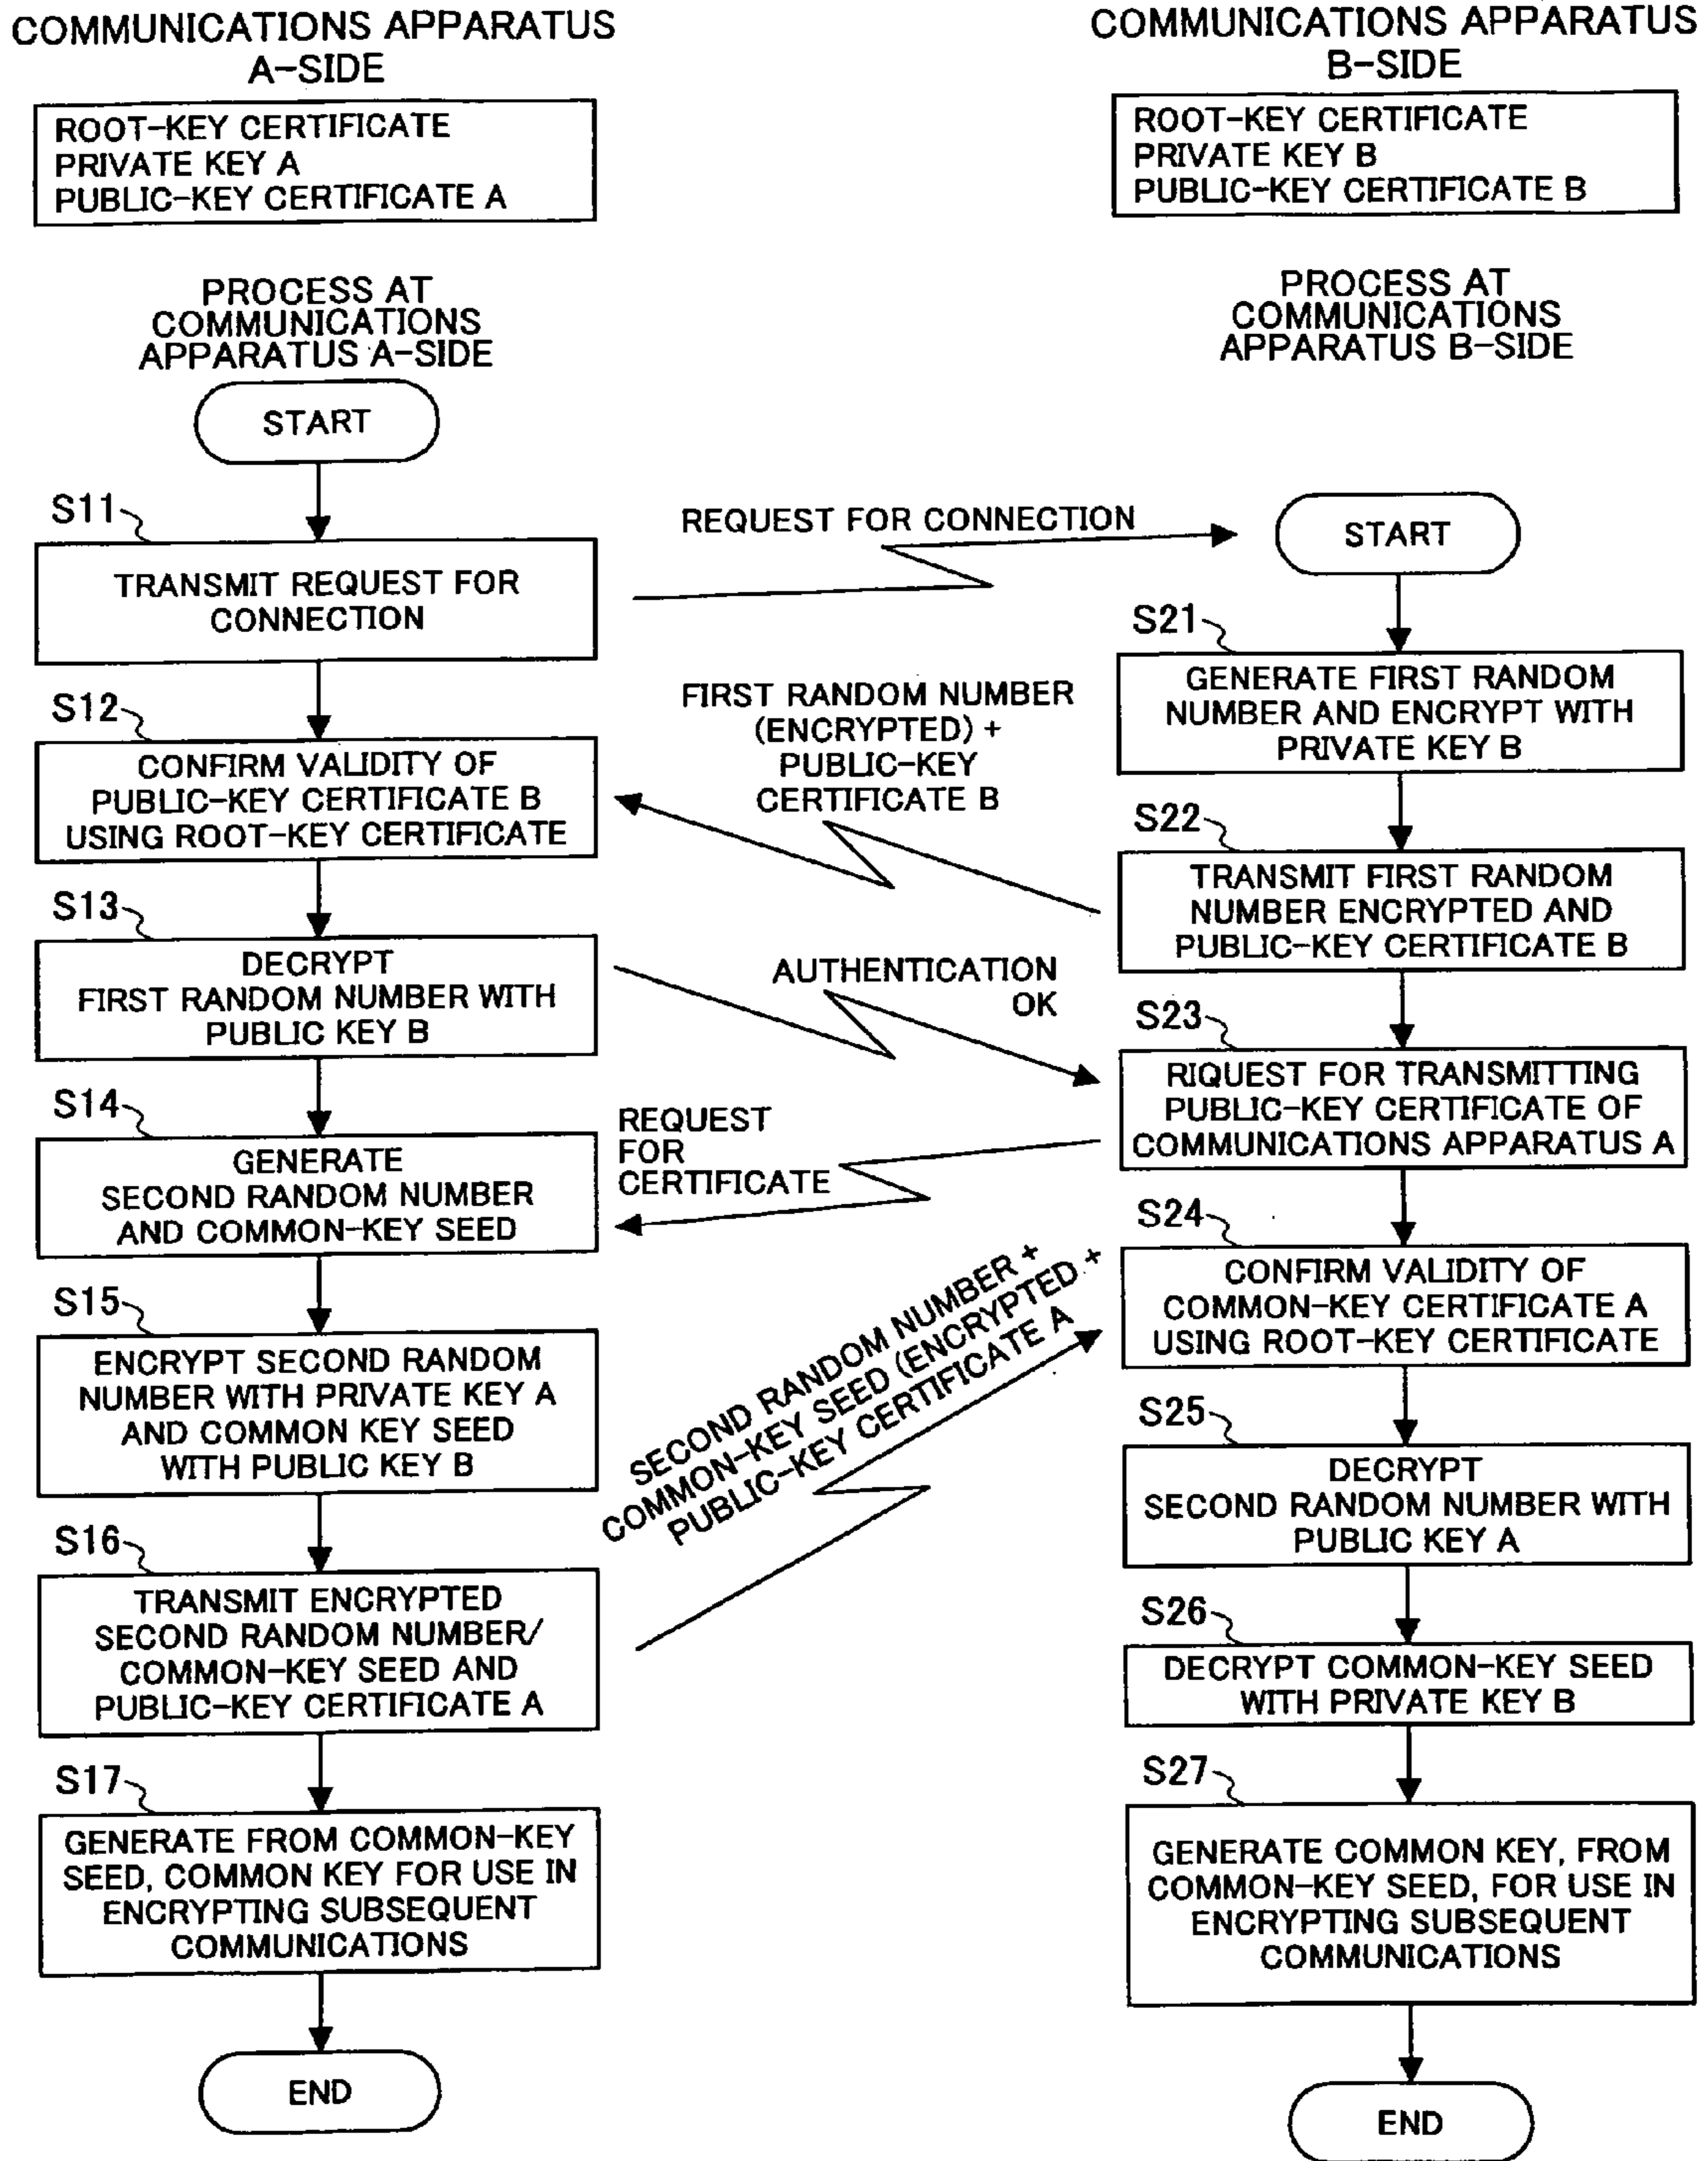 COMMUNICATIONS APPARATUS
A-SIDE
ROOT-KEY CERTIFICATE
PRIVATE KEY A
PUBLIC-KEY CERTIFICATE A
PROCESS AT
COMMUNICATIONS
APPARATUS A-SIDE
START
S11
TRANSMIT REQUEST FOR
CONNECTION
S12
CONFIRM VALIDITY OF
PUBLIC-KEY CERTIFICATE B
USING ROOT-KEY CERTIFICATE
S13
DECRYPT
FIRST RANDOM NUMBER WITH
PUBLIC KEY B
S14
GENERATE
SECOND RANDOM NUMBER
AND COMMON-KEY SEED
S15
ENCRYPT SECOND RANDOM
NUMBER WITH PRIVATE KEY A
AND COMMON KEY SEED
WITH PUBLIC KEY B
S16
TRANSMIT ENCRYPTED
SECOND RANDOM NUMBER/
COMMON-KEY SEED AND
PUBLIC-KEY CERTIFICATE A
S17
GENERATE FROM COMMON-KEY
SEED, COMMON KEY FOR USE IN
ENCRYPTING SUBSEQUENT
COMMUNICATIONS
END
REQUEST FOR CONNECTION
FIRST RANDOM NUMBER
(ENCRYPTED) +
PUBLIC-KEY
CERTIFICATE B
AUTHENTICATION
OK
REQUEST
FOR
CERTIFICATE
SECOND RANDOM NUMBER +
COMMON-KEY SEED (ENCRYPTED +
PUBLIC-KEY CERTIFICATE A
COMMUNICATIONS APPARATUS
B-SIDE
ROOT-KEY CERTIFICATE
PRIVATE KEY B
PUBLIC-KEY CERTIFICATE B
PROCESS AT
COMMUNICATIONS
APPARATUS B-SIDE
START
S21
GENERATE FIRST RANDOM
NUMBER AND ENCRYPT WITH
PRIVATE KEY B
S22
TRANSMIT FIRST RANDOM
NUMBER ENCRYPTED AND
PUBLIC-KEY CERTIFICATE B
S23
RIQUEST FOR TRANSMITTING
PUBLIC-KEY CERTIFICATE OF
COMMUNICATIONS APPARATUS A
S24
CONFIRM VALIDITY OF
COMMON-KEY CERTIFICATE A
USING ROOT-KEY CERTIFICATE
S25
DECRYPT
SECOND RANDOM NUMBER WITH
PUBLIC KEY A
S26
DECRYPT COMMON-KEY SEED
WITH PRIVATE KEY B
S27
GENERATE COMMON KEY, FROM
COMMON-KEY SEED, FOR USE IN
ENCRYPTING SUBSEQUENT
COMMUNICATIONS
END